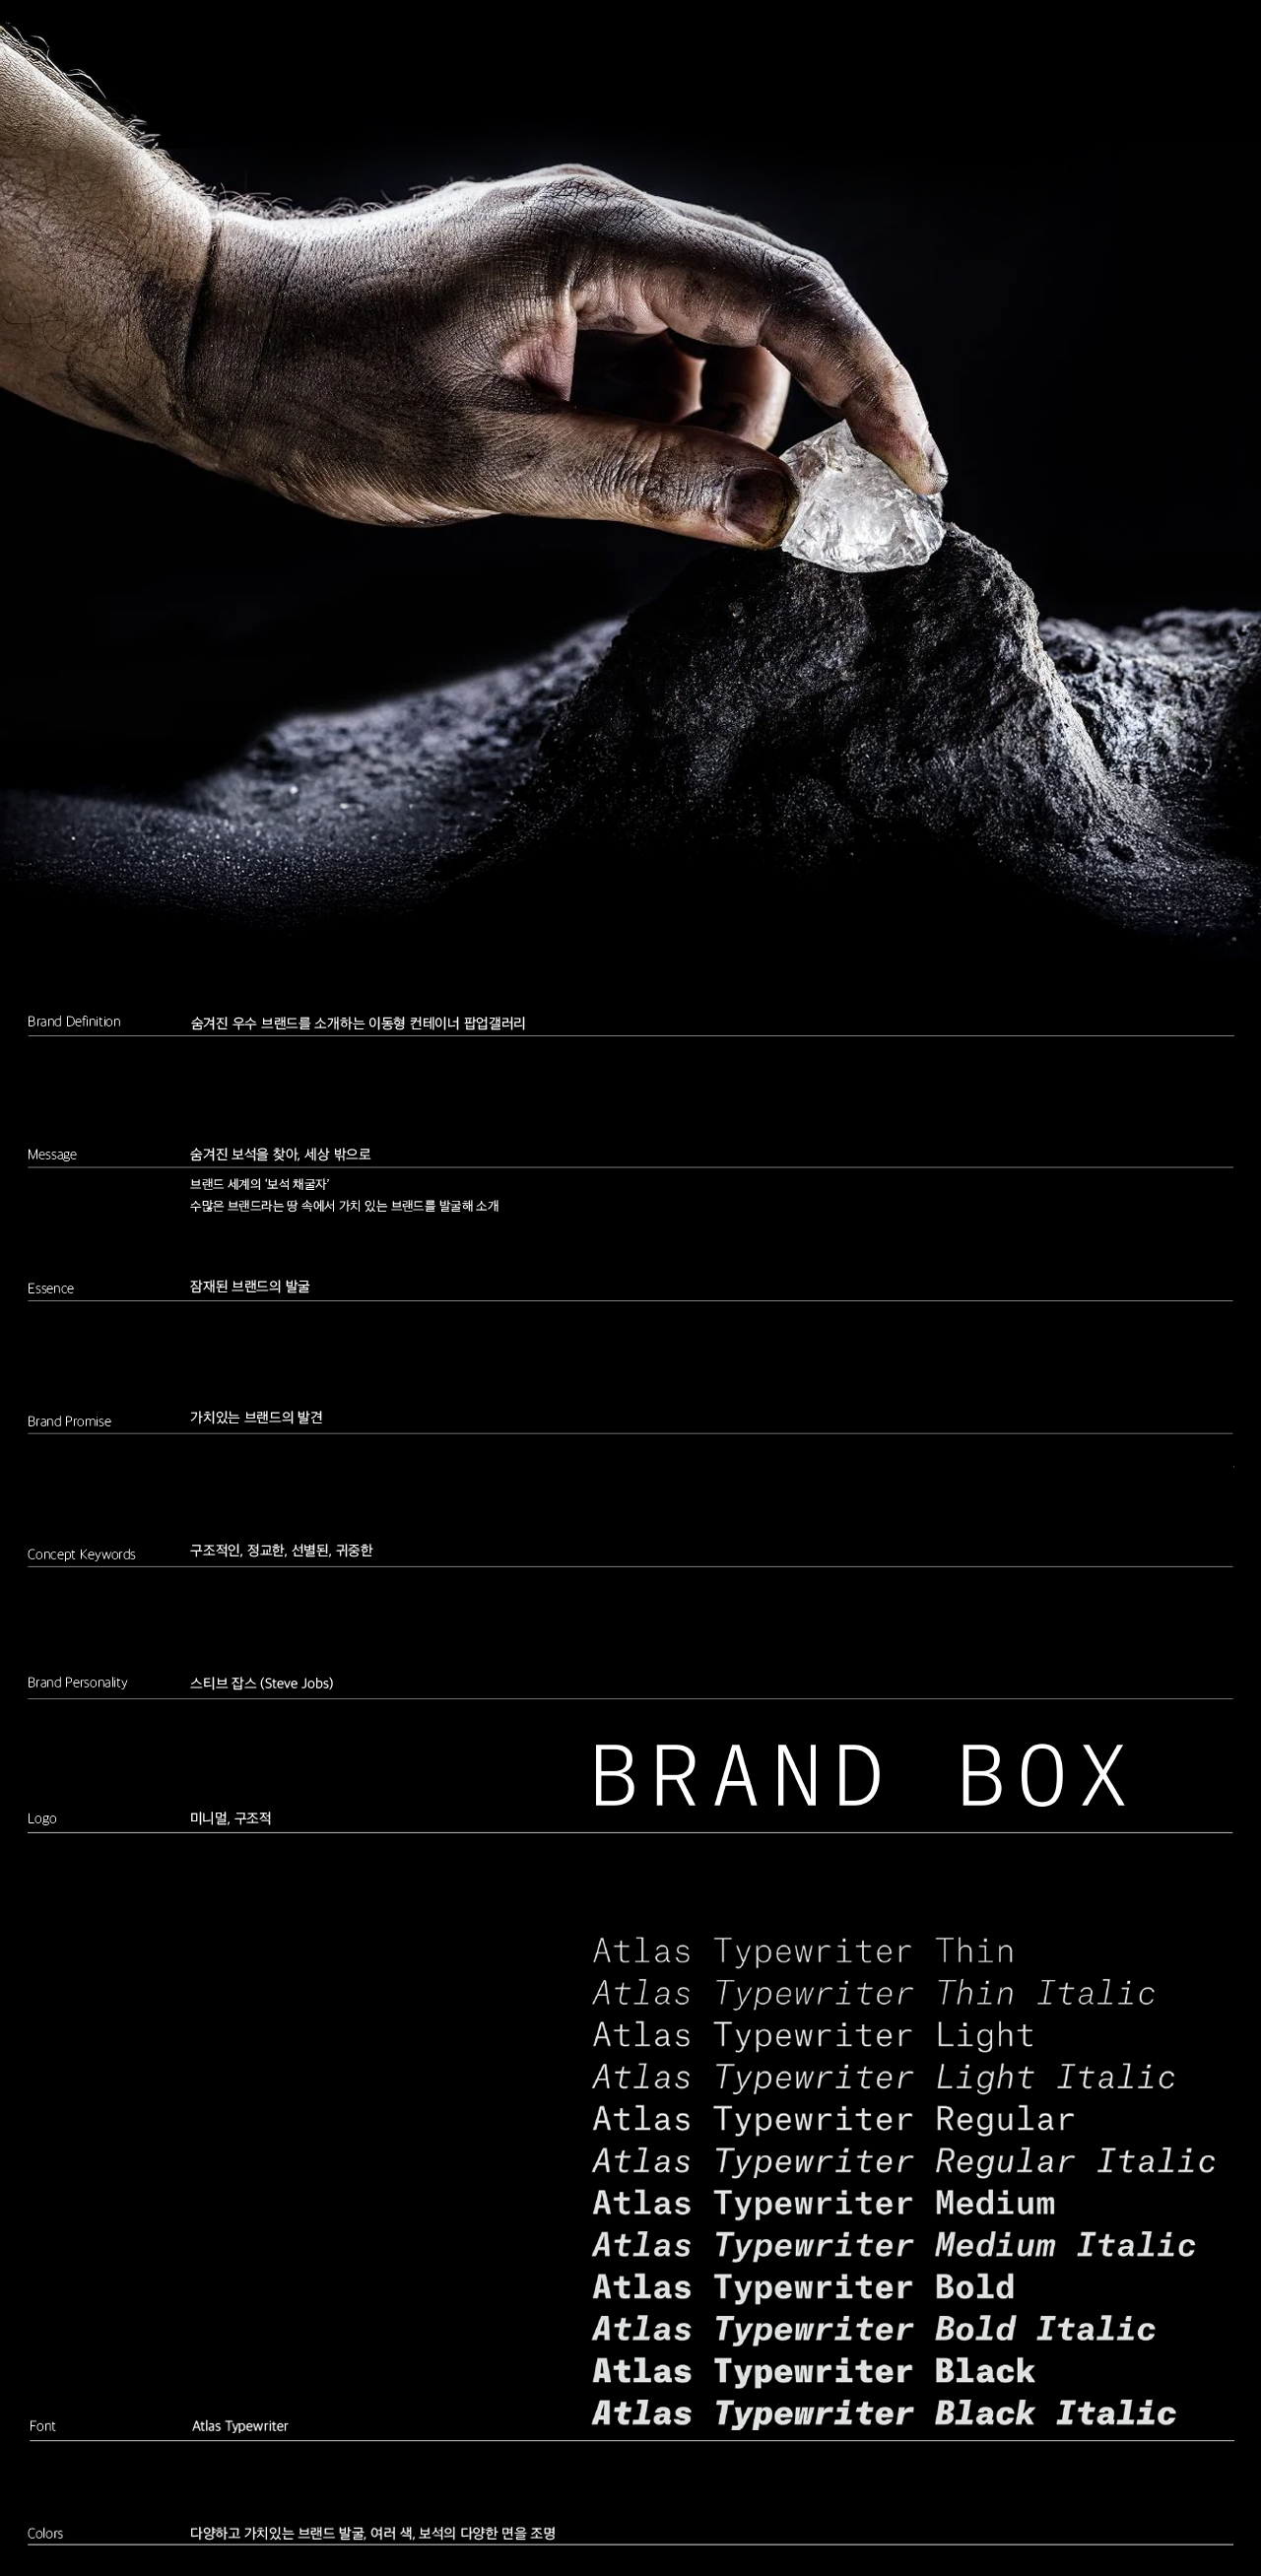 Brand Definition 숨겨진 우수 브랜드를 소개하는 이동형 컨테이너 팝업갤러리
Message 숨겨진 보석을 찾아, 세상 밖으로
브랜드 세계의 '보석 채굴자'
수많은 브랜드라는 땅 속에서 가치 있는 브랜드를 발굴해 소개
Essence 잠재된 브랜드의 발굴
Brand Promise 가치있는 브랜드의 발견
Concept Keywords 구조적인, 정교한, 선별된, 귀중한
Brand Personality 스티브 잡스 (Steve Jobs)
BRAND BOX
Logo 미니멀, 구조적
Atlas Typewriter Thin
Atlas Typewriter Thin Italic
Atlas Typewriter Light
Atlas Typewriter Light Italic
Atlas Typewriter Regular
Atlas Typewriter Regular Italic
Atlas Typewriter Medium
Atlas Typewriter Medium Italic
Atlas Typewriter Bold
Atlas Typewriter Bold Italic
Atlas Typewriter Black
Atlas Typewriter Black Italic
Font Atlas Typewriter
Colors 다양하고 가치있는 브랜드 발굴, 여러 색, 보석의 다양한 면을 조명